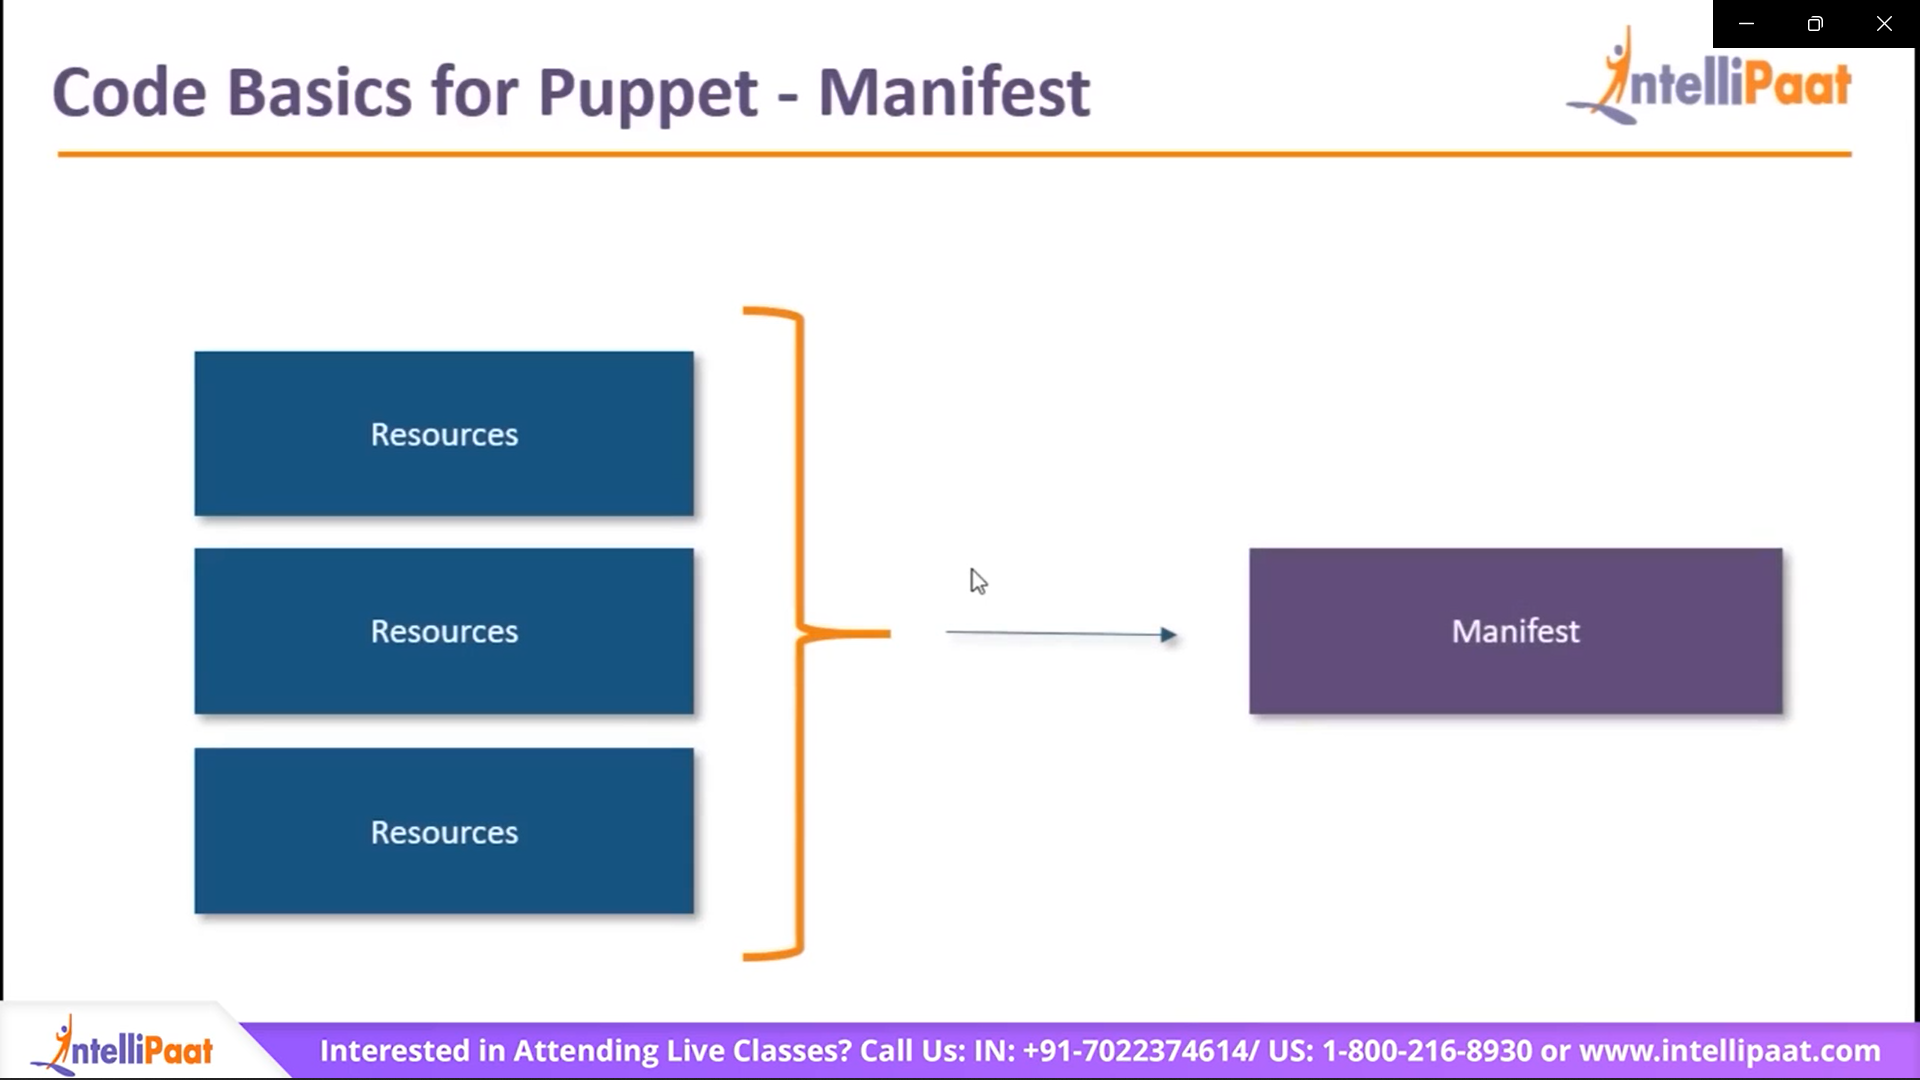 Code Basics for Puppet - Manifest
IntelliPaat
Resources
Resources
Manifest
Resources
IntelliPaat
Interested in Attending Live Classes? Call Us: IN: +91-7022374614/ US: 1-800-216-8930 or www.intellipaat.com